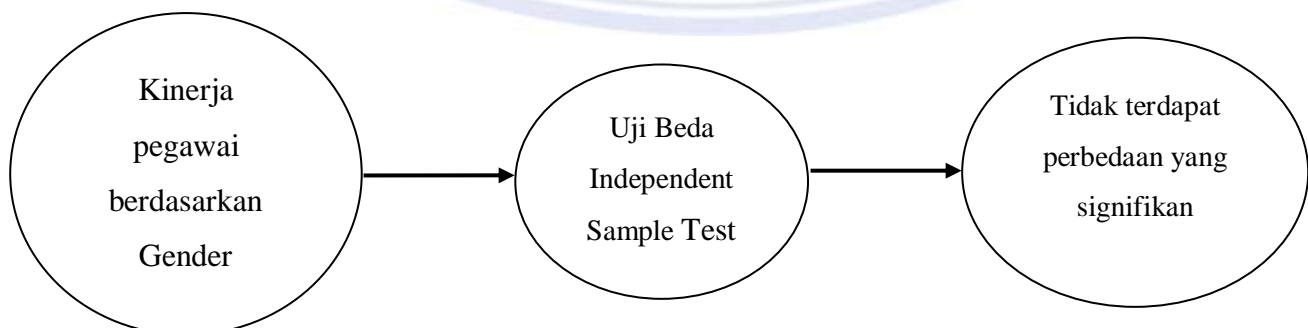 Kinerja
pegawai
berdasarkan
Gender
Uji Beda
Independent
Sample Test
Tidak terdapat
perbedaan yang
signifikan